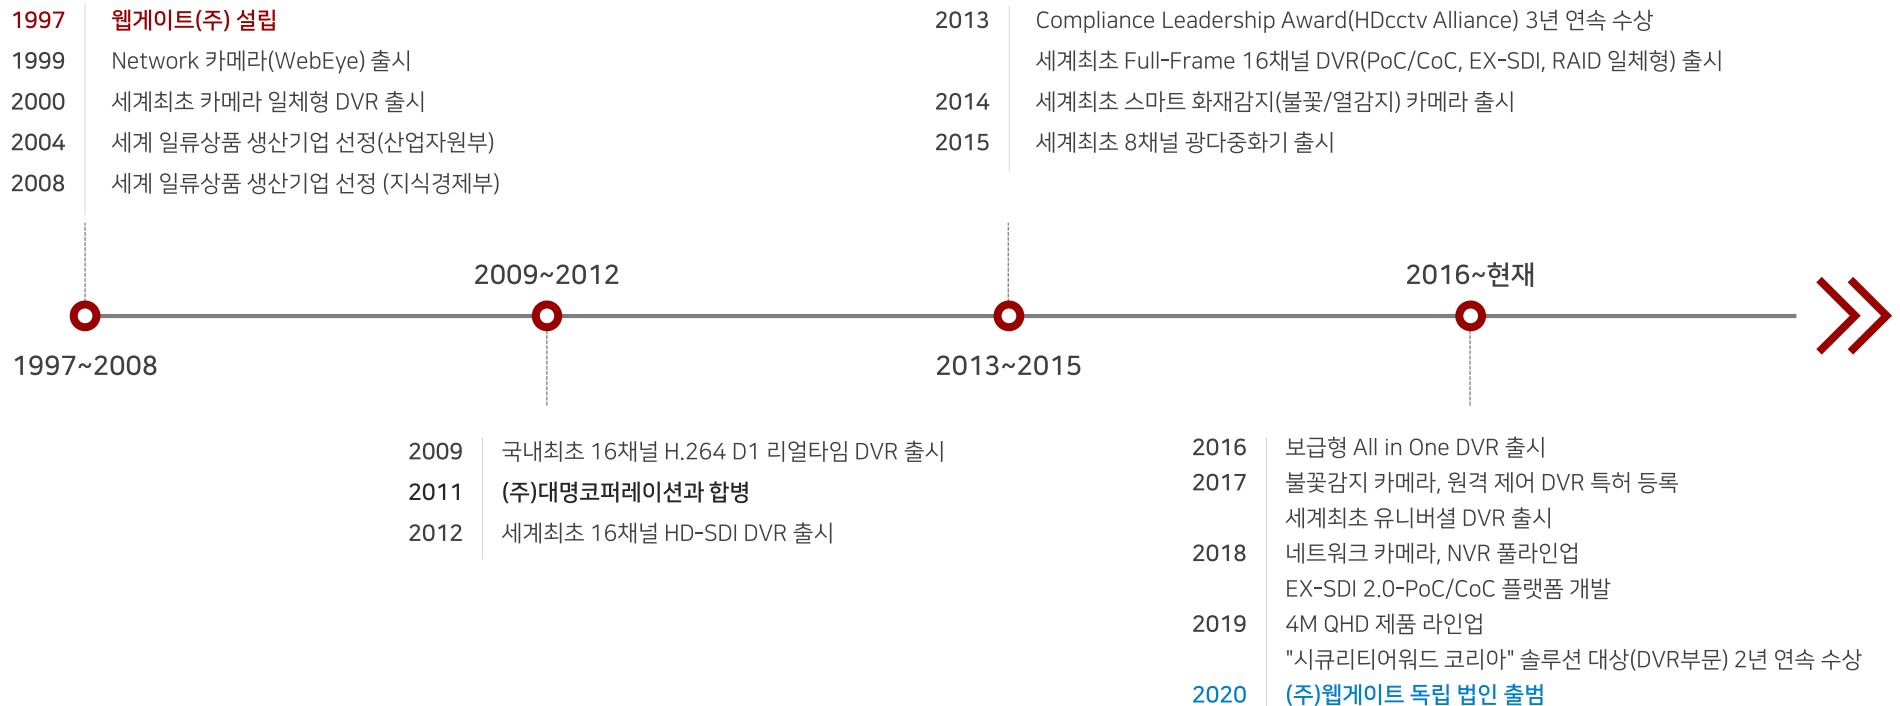 1997 웹게이트(주) 설립
1999 Network 카메라(WebEye) 출시
2000 세계최초 카메라 일체형 DVR 출시
2004 세계 일류상품 생산기업 선정(산업자원부)
2008 세계 일류상품 생산기업 선정 (지식경제부)
1997~2008
2009~2012
2009 국내최초 16채널 H.264 D1 리얼타임 DVR 출시
2011 (주)대명코퍼레이션과 합병
2012 세계최초 16채널 HD-SDI DVR 출시
2013 Compliance Leadership Award(HDcctv Alliance) 3년 연속 수상
세계최초 Full-Frame 16채널 DVR(PoC/CoC, EX-SDI, RAID 일체형) 출시
2014 세계최초 스마트 화재감지(불꽃/열감지) 카메라 출시
2015 세계최초 8채널 광다중화기 출시
2013~2015
2016~현재
2016 보급형 All in One DVR 출시
2017 불꽃감지 카메라, 원격 제어 DVR 특허 등록
세계최초 유니버셜 DVR 출시
2018 네트워크 카메라, NVR 풀라인업
EX-SDI 2.0-PoC/CoC 플랫폼 개발
2019 4M QHD 제품 라인업
"시큐리티어워드 코리아" 솔루션 대상(DVR부문) 2년 연속 수상
2020 (주)웹게이트 독립 법인 출범